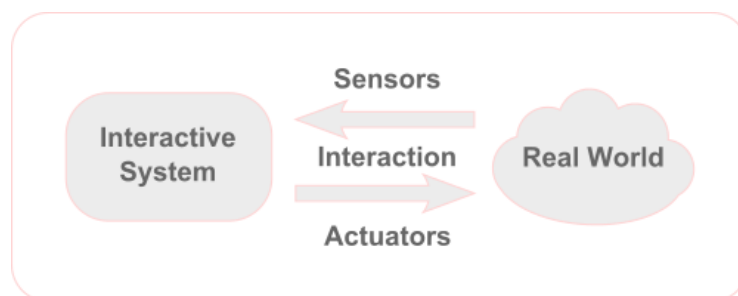 Sensors
Interactive
System
Interaction
Real World
Actuators